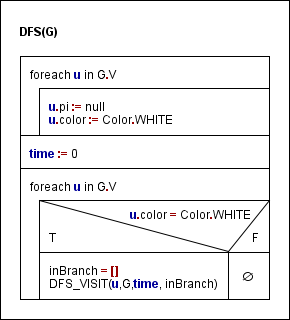 DFS(G)
foreach u in G.V
u.pi := null
u.color := Color.WHITE
time := 0
foreach u in G.V
u.color = Color.WHITE
T F
inBranch = []
DFS_VISIT(u,G,time, inBranch)
∅